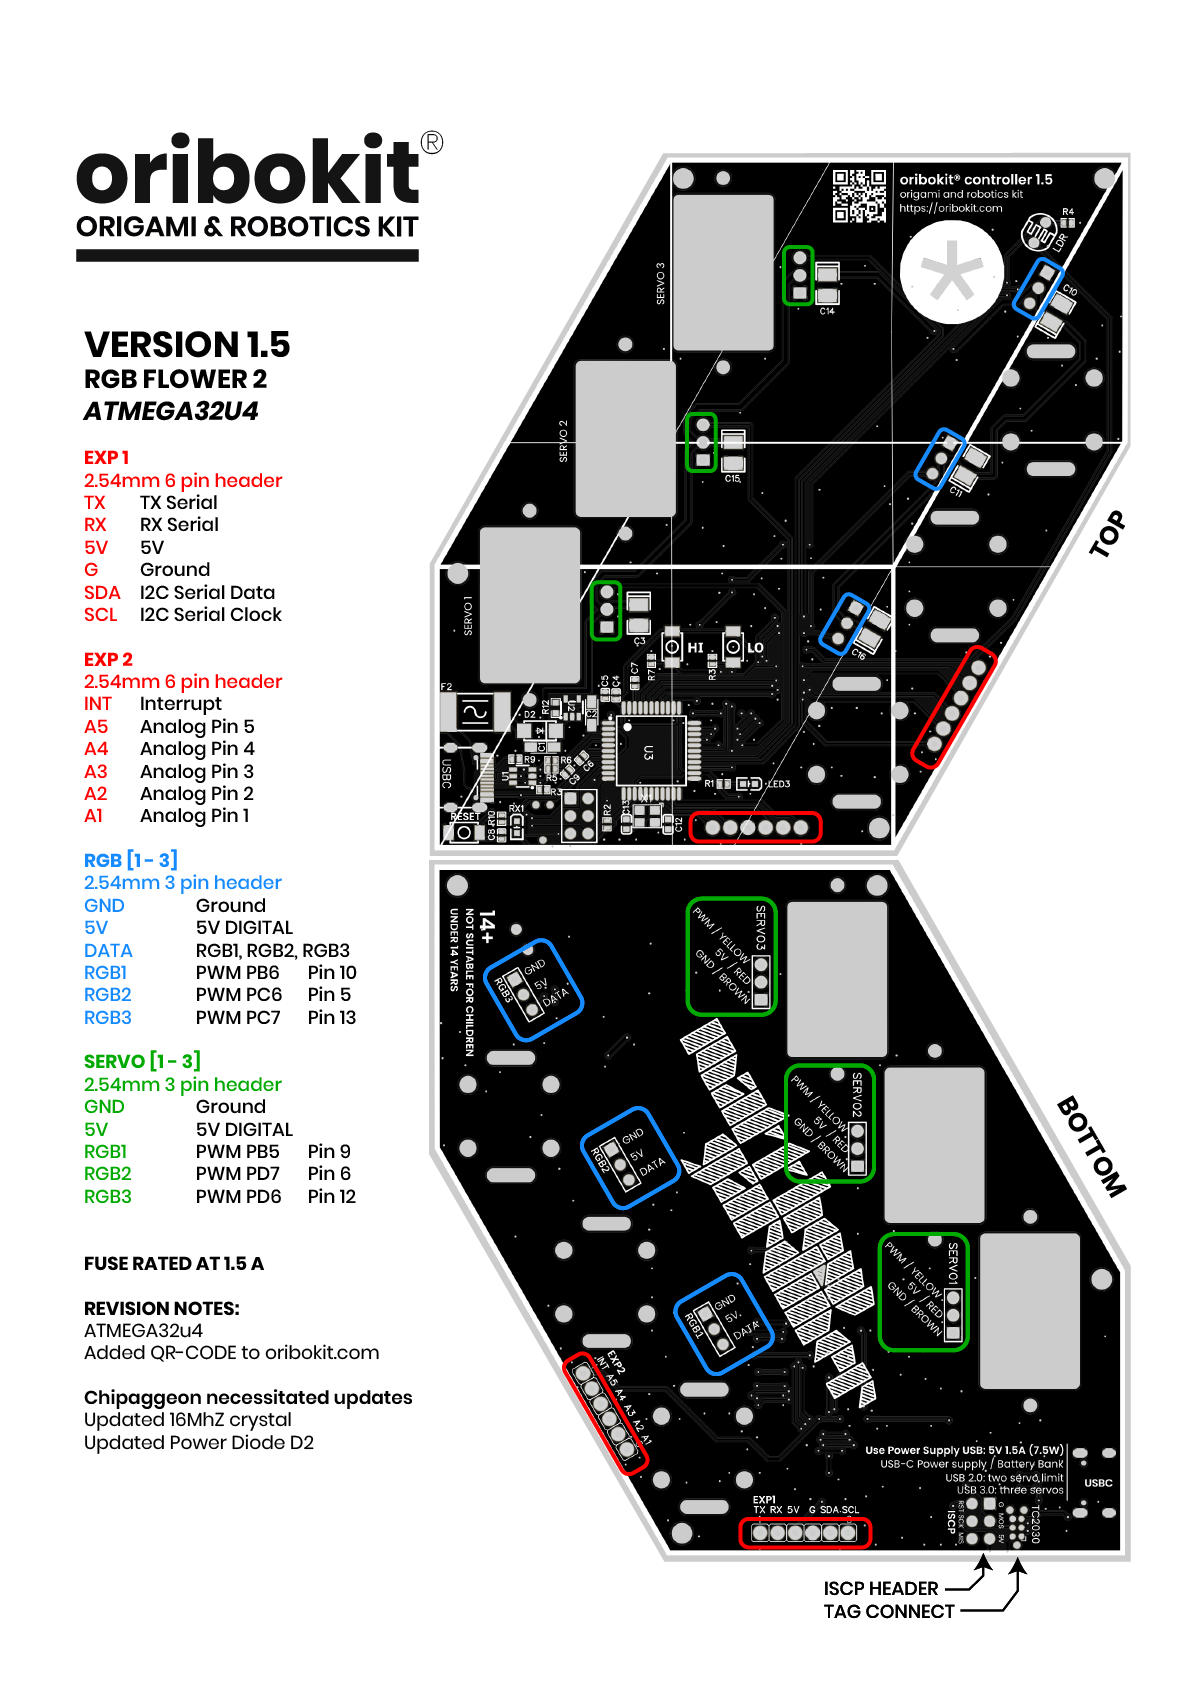 oribokit®
ORIGAMI & ROBOTICS KIT
VERSION 1.5
RGB FLOWER 2
ATMEGA32U4
EXP 1
2.54mm 6 pin header
TX TX Serial
RX RX Serial
5V 5V
G Ground
SDA I2C Serial Data
SCL I2C Serial Clock
EXP 2
2.54mm 6 pin header
INT Interrupt
A5 Analog Pin 5
A4 Analog Pin 4
A3 Analog Pin 3
A2 Analog Pin 2
A1 Analog Pin 1
RGB [1 - 3]
2.54mm 3 pin header
GND Ground
5V 5V DIGITAL
DATA RGB1, RGB2, RGB3
RGB1 PWM PB6 Pin 10
RGB2 PWM PC6 Pin 5
RGB3 PWM PC7 Pin 13
SERVO [1 - 3]
2.54mm 3 pin header
GND Ground
5V 5V DIGITAL
RGB1 PWM PB5 Pin 9
RGB2 PWM PD7 Pin 6
RGB3 PWM PD6 Pin 12
FUSE RATED AT 1.5 A
REVISION NOTES:
ATMEGA32u4
Added QR-CODE to oribokit.com
Chipaggeon necessitated updates
Updated 16MhZ crystal
Updated Power Diode D2
oribokit® controller 1.5
origami and robotics kit
https://oribokit.com
R4
LDR
C10
SERVO 3
C14
SERVO 2
C15
C11
TOP
SERVO 1
C3
HI
LO
C16
R7
R3
C7
C5
C4
F2
R12
D2
U3
USBC
R9
R6
C9
C6
R1
LED3
RESET
RX1
C8
R10
R2
C13
C12
14+
NOT SUITABLE FOR CHILDREN
UNDER 14 YEARS
RGB3
GND
5V
DATA
SERVO3
PWM / YELLOW
5V / RED
GND / BROWN
RGB2
GND
5V
DATA
SERVO2
PWM / YELLOW
5V / RED
GND / BROWN
BOTTOM
RGB1
GND
5V
DATA
SERVO1
PWM / YELLOW
5V / RED
GND / BROWN
EXP2
INT A5 A4 A3 A2 A1
Use Power Supply USB: 5V 1.5A (7.5W)
USB-C Power supply / Battery Bank
USB 2.0: two servo limit
USB 3.0: three servos
USBC
EXP1
TX RX 5V G SDA SCL
ISCP
RST SCK MIS
G MOS 5V
TC2030
ISCP HEADER
TAG CONNECT